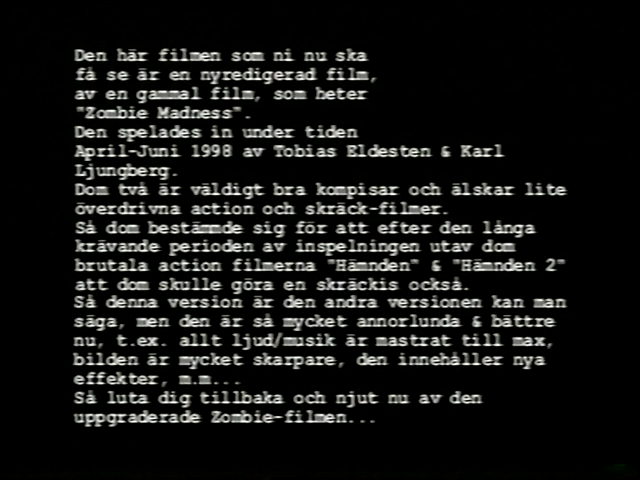 Den här filmen som ni nu ska
få se är en nyredigerad film,
av en gammal film, som heter
"Zombie Madness".
Den spelades in under tiden
April-Juni 1998 av Tobias Eldesten & Karl
Ljungberg.
Dom två är väldigt bra kompisar och älskar lite
överdrivna action och skräck-filmer.
Så dom bestämmde sig för att efter den långa
krävande perioden av inspelningen utav dom
brutala action filmerna "Hämnden" & "Hämnden 2"
att dom skulle göra en skräckis också.
Så denna version är den andra versionen kan man
säga, men den är så mycket annorlunda & bättre
nu, t.ex. allt ljud/musik är mastrat till max,
bilden är mycket skarpare, den innehåller nya
effekter, m.m...
Så luta dig tillbaka och njut nu av den
uppgraderade Zombie-filmen...